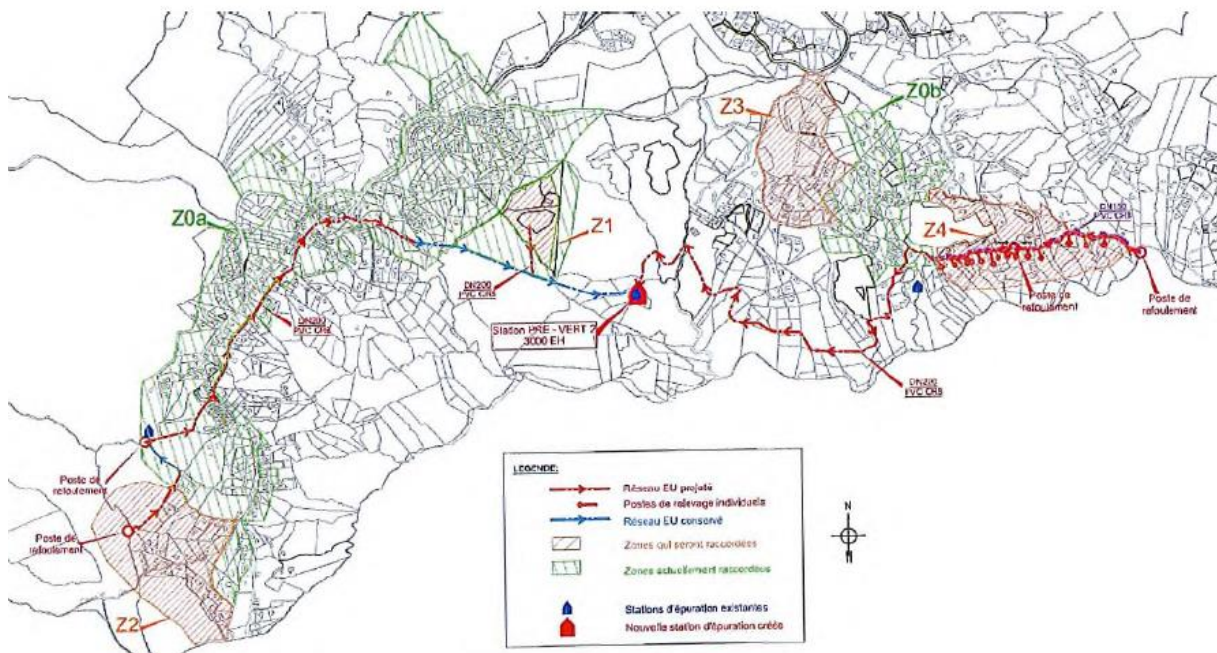 Z0b
Z3
Z0a
Z1
Z4
DN200
PVC CR8
Poste de
refoulement
Poste de
refoulement
DN200
PVC CR8
Station PRE - VERT 2
3000 EH
DN200
PVC CR8
Poste de
refoulement
Poste de
refoulement
Z2
LEGENDE:
Réseau EU projeté
Postes de relevage individuels
Réseau EU conservé
Zones qui seront raccordées
Zones actuellement raccordées
Stations d'épuration existantes
Nouvelle station d'épuration créée
N